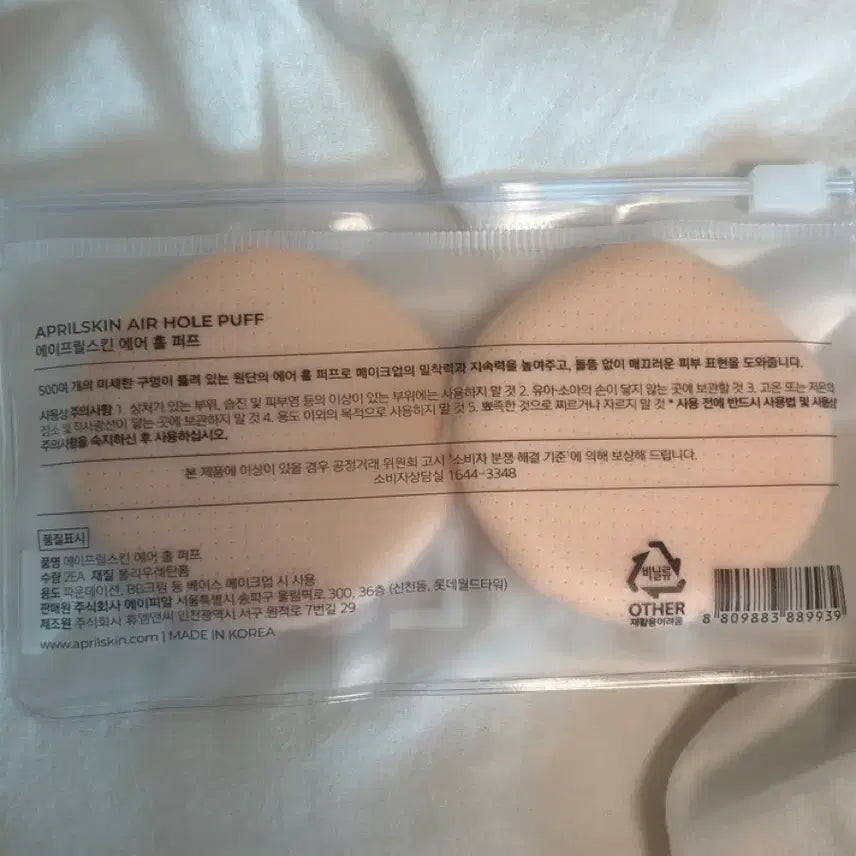 APRILSKIN AIR HOLE PUFF
에이프릴스킨 에어 홀 퍼프
500여 개의 미세한 구멍이 뚫려 있는 원단의 에어 홀 퍼프로 메이크업의 밀착력과 지속력을 높여주고, 들뜸 없이 매끄러운 피부 표현을 도와줍니다.
사용상 주의사항 1. 상처가 있는 부위, 습진 및 피부염 등의 이상이 있는 부위에는 사용하지 말 것 2. 유아·소아의 손이 닿지 않는 곳에 보관할 것 3. 고온 또는 저온의
장소 및 직사광선이 닿는 곳에 보관하지 말 것 4. 용도 이외의 목적으로 사용하지 말 것 5. 뾰족한 것으로 찌르거나 자르지 말 것 * 사용 전에 반드시 사용법 및 사용상
주의사항을 숙지하신 후 사용하십시오.
본 제품에 이상이 있을 경우 공정거래 위원회 고시 '소비자 분쟁 해결 기준'에 의해 보상해 드립니다.
소비자상담실 1644-3348
품질표시
품명 에이프릴스킨 에어 홀 퍼프
수량 2EA 재질 폴리우레탄폼
용도 파운데이션, BB크림 등 베이스 메이크업 시 사용
판매원 주식회사 에이피알 서울특별시 송파구 올림픽로 300, 36층 (신천동, 롯데월드타워)
제조원 주식회사 휴엠앤씨 인천광역시 서구 원적로 7번길 29
www.aprilskin.com | MADE IN KOREA
비닐류
OTHER
재활용어려움
8 809883 889939